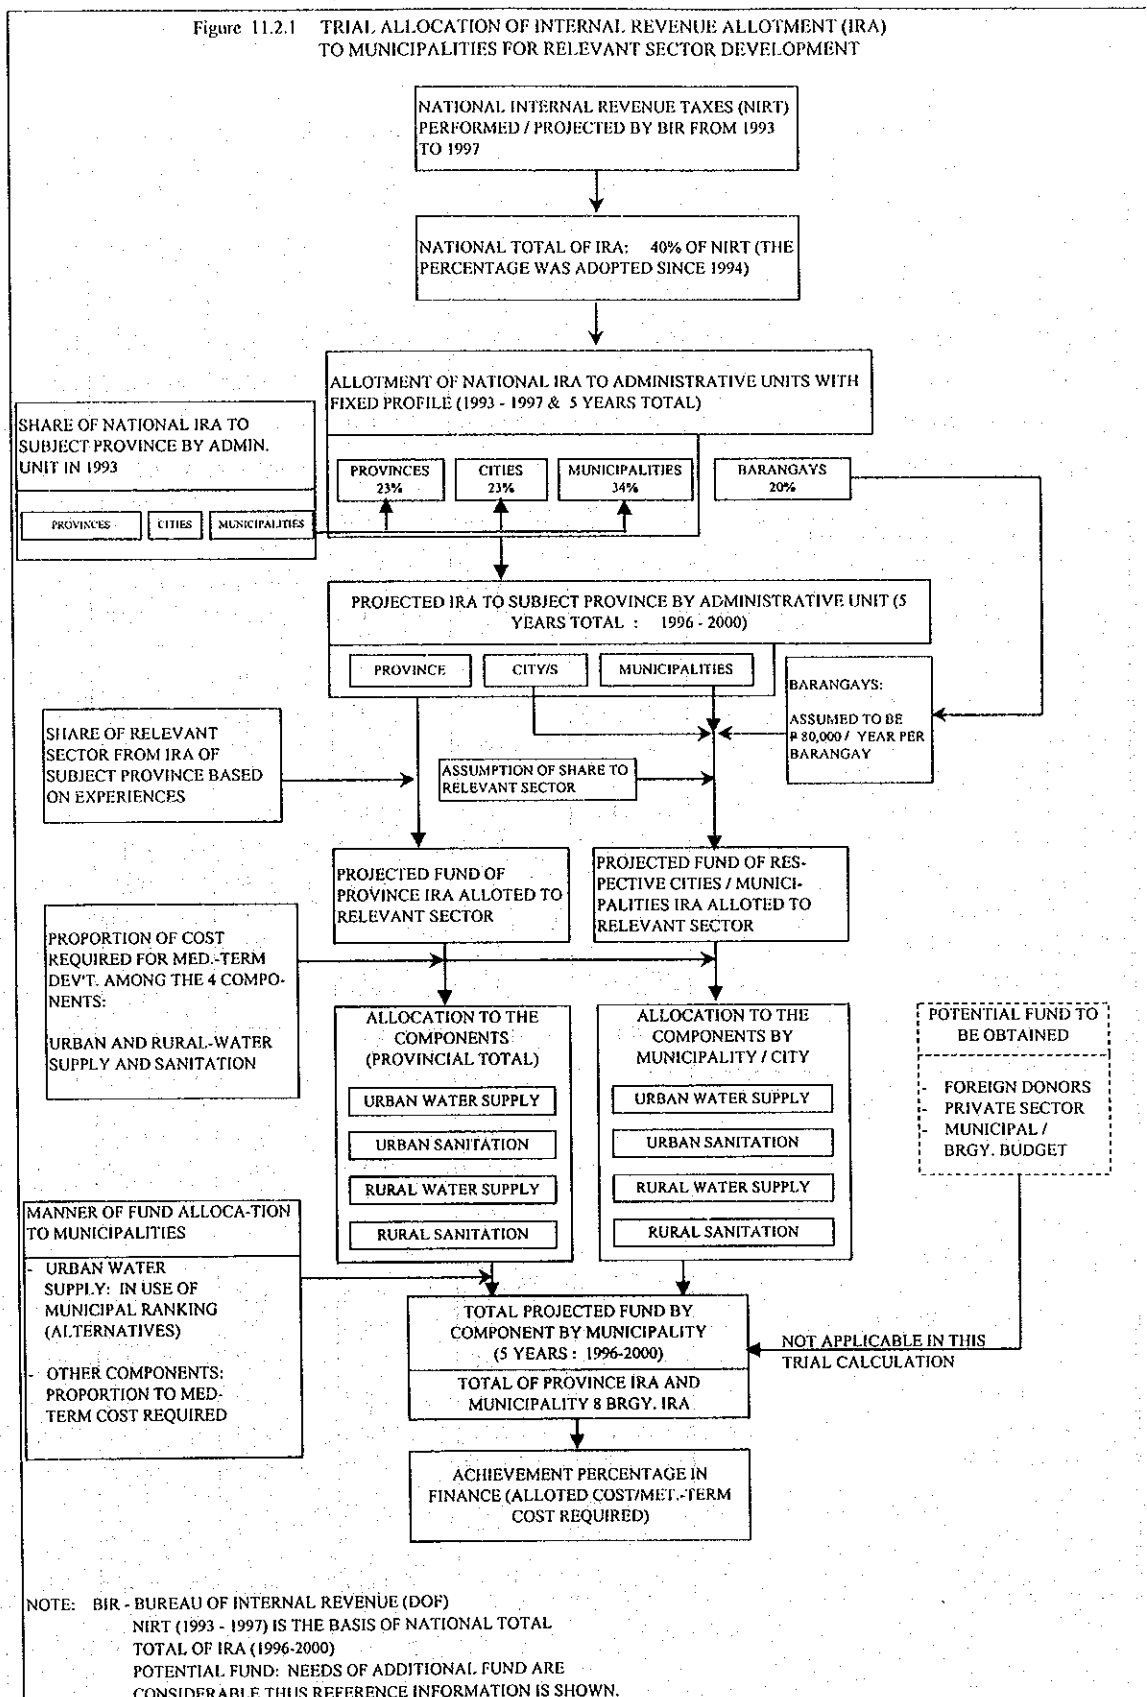 Figure 11.2.1 TRIAL ALLOCATION OF INTERNAL REVENUE ALLOTMENT (IRA)
TO MUNICIPALITIES FOR RELEVANT SECTOR DEVELOPMENT
NATIONAL INTERNAL REVENUE TAXES (NIRT)
PERFORMED / PROJECTED BY BIR FROM 1993
TO 1997
NATIONAL TOTAL OF IRA: 40% OF NIRT (THE
PERCENTAGE WAS ADOPTED SINCE 1994)
ALLOTMENT OF NATIONAL IRA TO ADMINISTRATIVE UNITS WITH
FIXED PROFILE (1993 - 1997 & 5 YEARS TOTAL)
PROVINCES
23%
CITIES
23%
MUNICIPALITIES
34%
BARANGAYS
20%
SHARE OF NATIONAL IRA TO
SUBJECT PROVINCE BY ADMIN.
UNIT IN 1993
PROVINCES
CITIES
MUNICIPALITIES
PROJECTED IRA TO SUBJECT PROVINCE BY ADMINISTRATIVE UNIT (5
YEARS TOTAL : 1996 - 2000)
PROVINCE
CITY/S
MUNICIPALITIES
BARANGAYS:
ASSUMED TO BE
₱ 80,000 / YEAR PER
BARANGAY
SHARE OF RELEVANT
SECTOR FROM IRA OF
SUBJECT PROVINCE BASED
ON EXPERIENCES
ASSUMPTION OF SHARE TO
RELEVANT SECTOR
PROJECTED FUND OF
PROVINCE IRA ALLOTED TO
RELEVANT SECTOR
PROJECTED FUND OF RES-
PECTIVE CITIES / MUNICI-
PALITIES IRA ALLOTED TO
RELEVANT SECTOR
PROPORTION OF COST
REQUIRED FOR MED.-TERM
DEV'T. AMONG THE 4 COMPO-
NENTS:
URBAN AND RURAL-WATER
SUPPLY AND SANITATION
ALLOCATION TO THE
COMPONENTS
(PROVINCIAL TOTAL)
URBAN WATER SUPPLY
URBAN SANITATION
RURAL WATER SUPPLY
RURAL SANITATION
ALLOCATION TO THE
COMPONENTS BY
MUNICIPALITY / CITY
URBAN WATER SUPPLY
URBAN SANITATION
RURAL WATER SUPPLY
RURAL SANITATION
POTENTIAL FUND TO
BE OBTAINED
- FOREIGN DONORS
- PRIVATE SECTOR
- MUNICIPAL /
BRGY. BUDGET
MANNER OF FUND ALLOCA-TION
TO MUNICIPALITIES
- URBAN WATER
SUPPLY: IN USE OF
MUNICIPAL RANKING
(ALTERNATIVES)
- OTHER COMPONENTS:
PROPORTION TO MED-
TERM COST REQUIRED
TOTAL PROJECTED FUND BY
COMPONENT BY MUNICIPALITY
(5 YEARS : 1996-2000)
TOTAL OF PROVINCE IRA AND
MUNICIPALITY 8 BRGY. IRA
NOT APPLICABLE IN THIS
TRIAL CALCULATION
ACHIEVEMENT PERCENTAGE IN
FINANCE (ALLOTED COST/MET.-TERM
COST REQUIRED)
NOTE: BIR - BUREAU OF INTERNAL REVENUE (DOF)
NIRT (1993 - 1997) IS THE BASIS OF NATIONAL TOTAL
TOTAL OF IRA (1996-2000)
POTENTIAL FUND: NEEDS OF ADDITIONAL FUND ARE
CONSIDERABLE THUS REFERENCE INFORMATION IS SHOWN.